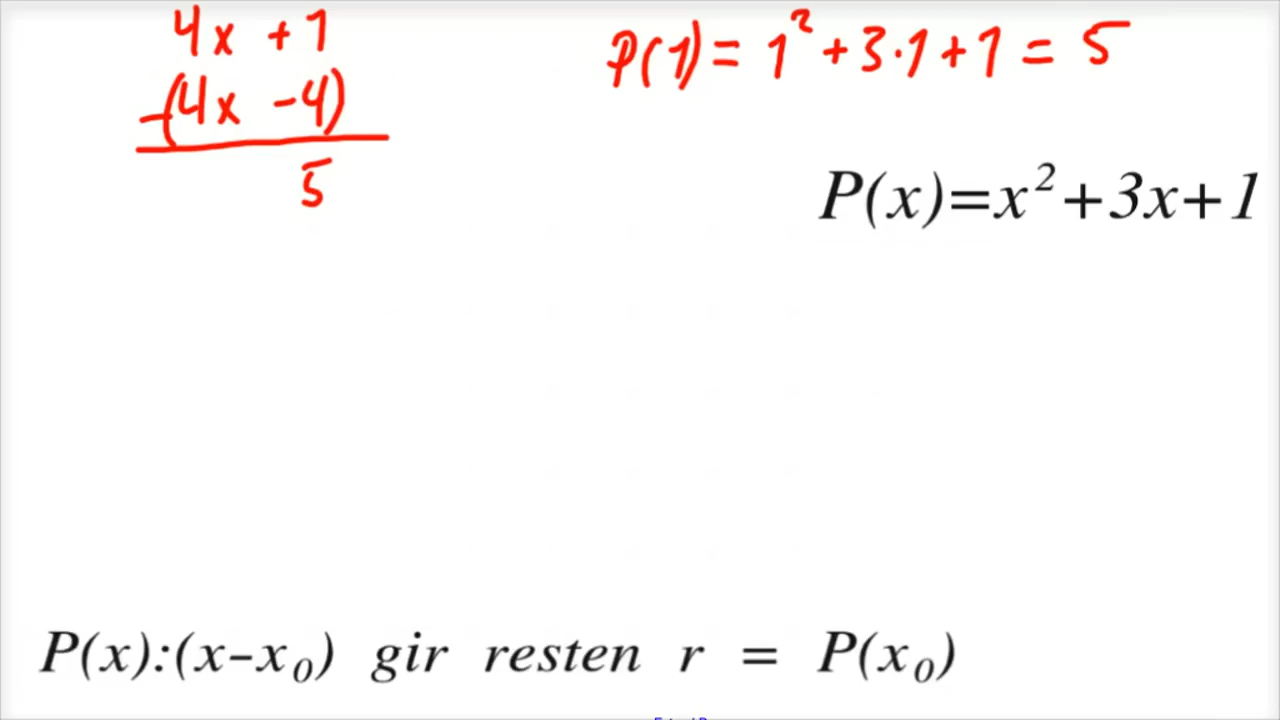 4x + 1
-(4x - 4)
5
P(1) = 1² + 3·1 + 1 = 5
P(x)=x²+3x+1
P(x):(x-x₀) gir resten r = P(x₀)